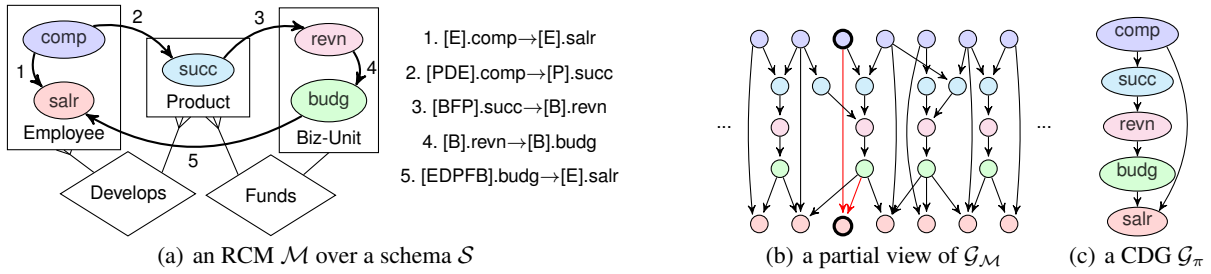 comp
2
3
revn
1
succ
4
salr
Product
budg
Employee
Biz-Unit
5
Develops
Funds
1. [E].comp→[E].salr
2. [PDE].comp→[P].succ
3. [BFP].succ→[B].revn
4. [B].revn→[B].budg
5. [EDPFB].budg→[E].salr
...
...
comp
succ
revn
budg
salr
(a) an RCM ℳ over a schema 𝒮
(b) a partial view of 𝒢_ℳ
(c) a CDG 𝒢_π